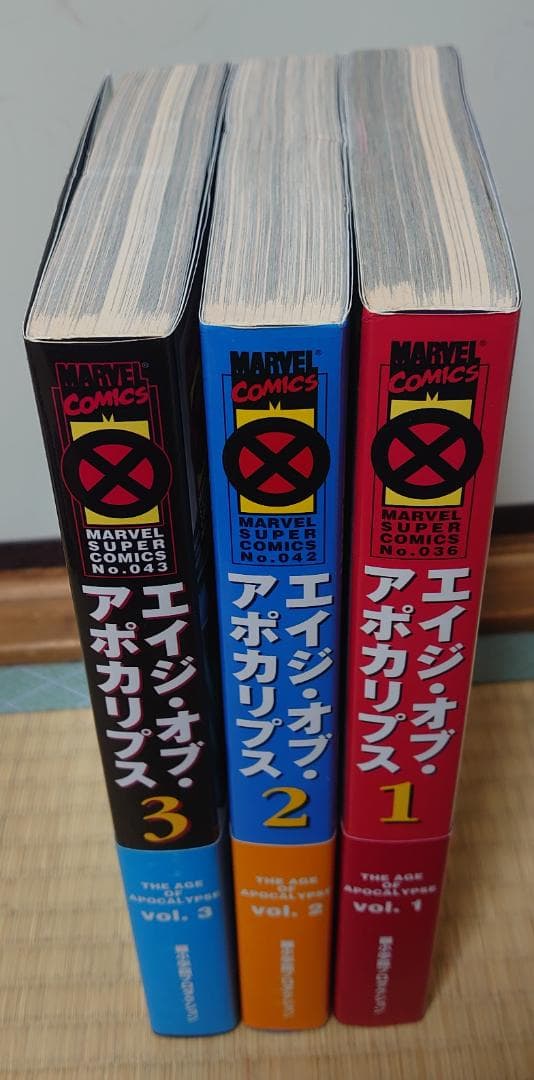 MARVEL®
COMICS
MARVEL
SUPER
COMICS
No.043
エイジ・オブ・
アポカリプス
3
THE AGE
OF
APOCALYPSE
vol. 3
MARVEL®
COMICS
MARVEL
SUPER
COMICS
No.042
エイジ・オブ・
アポカリプス
2
THE AGE
OF
APOCALYPSE
vol. 2
MARVEL®
COMICS
MARVEL
SUPER
COMICS
No.036
エイジ・オブ・
アポカリプス
1
THE AGE
OF
APOCALYPSE
vol. 1